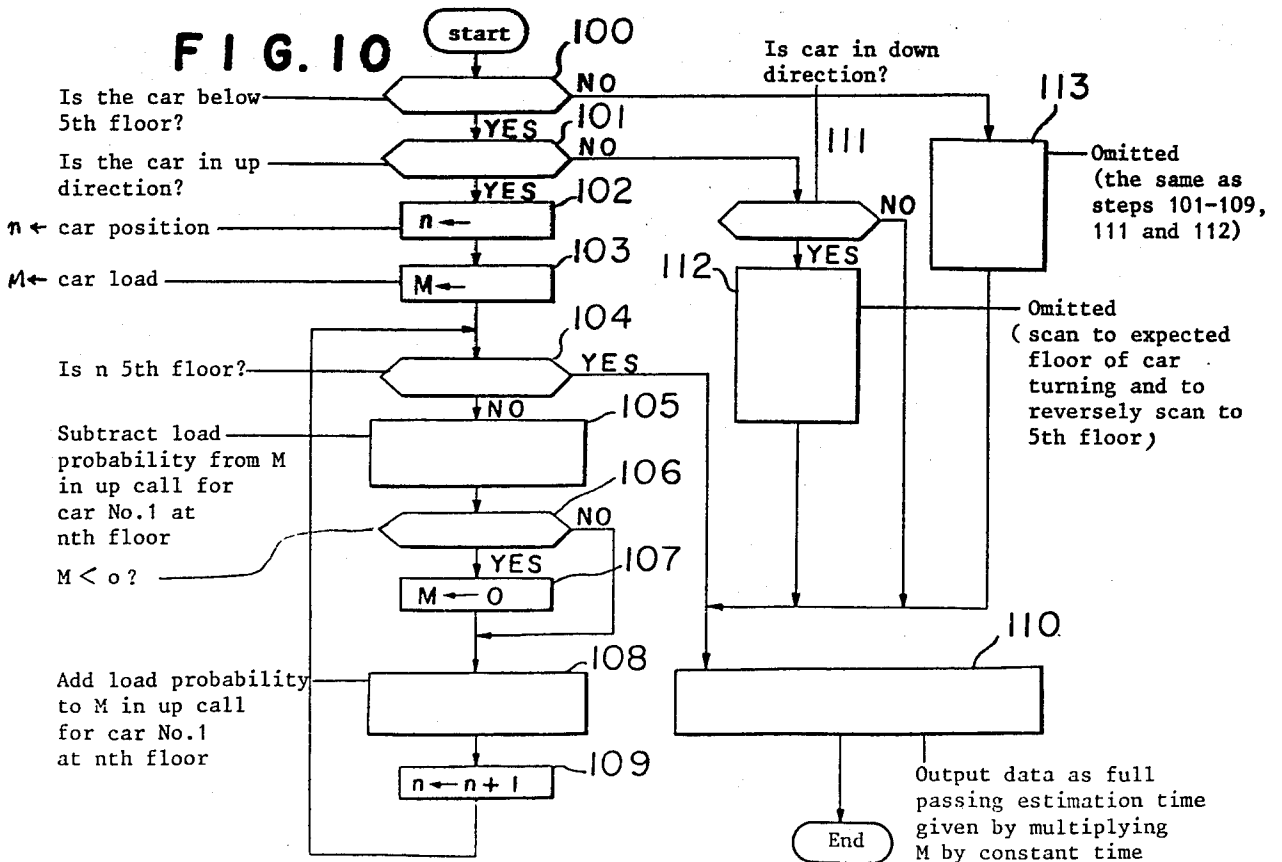 FIG. 10
start
100
Is the car below
5th floor?
NO
YES
101
Is the car in up
direction?
NO
YES
Is car in down
direction?
111
NO
YES
113
Omitted
(the same as
steps 101-109,
111 and 112)
102
n ← car position
n ←
103
M← car load
M ←
112
Omitted
(scan to expected
floor of car
turning and to
reversely scan to
5th floor)
104
Is n 5th floor?
YES
NO
105
Subtract load
probability from M
in up call for
car No.1 at
nth floor
106
M < o?
NO
YES
107
M ← O
108
Add load probability
to M in up call
for car No.1
at nth floor
109
n ← n + 1
110
Output data as full
passing estimation time
given by multiplying
M by constant time
End